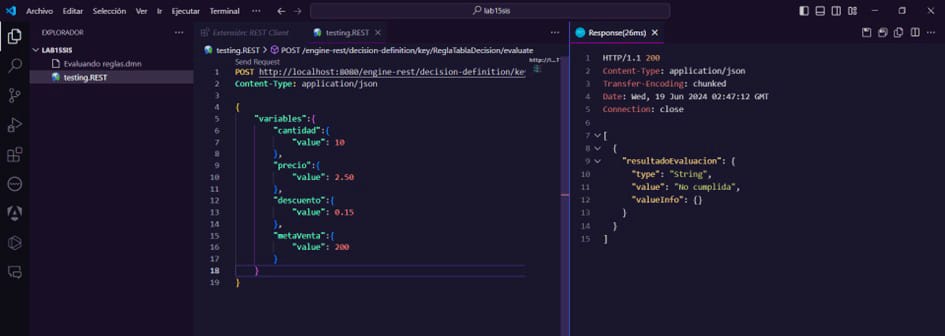 Archivo Editar Selección Ver Ir Ejecutar Terminal ··· lab15sis
EXPLORADOR ···
LAB15SIS
Evaluando reglas.dmn
testing.REST
Extensión: REST Client testing.REST ···
testing.REST > POST /engine-rest/decision-definition/key/ReglaTablaDecision/evaluate
Send Request
1 POST http://localhost:8080/engine-rest/decision-definition/key
2 Content-Type: application/json
3
4 {
5 "variables":{
6 "cantidad":{
7 "value": 10
8 },
9 "precio":{
10 "value": 2.50
11 },
12 "descuento":{
13 "value": 0.15
14 },
15 "metaVenta":{
16 "value": 200
17 }
18 }
19 }
Response(26ms) ···
1 HTTP/1.1 200
2 Content-Type: application/json
3 Transfer-Encoding: chunked
4 Date: Wed, 19 Jun 2024 02:47:12 GMT
5 Connection: close
6
7 [
8 {
9 "resultadoEvaluacion": {
10 "type": "String",
11 "value": "No cumplida",
12 "valueInfo": {}
13 }
14 }
15 ]